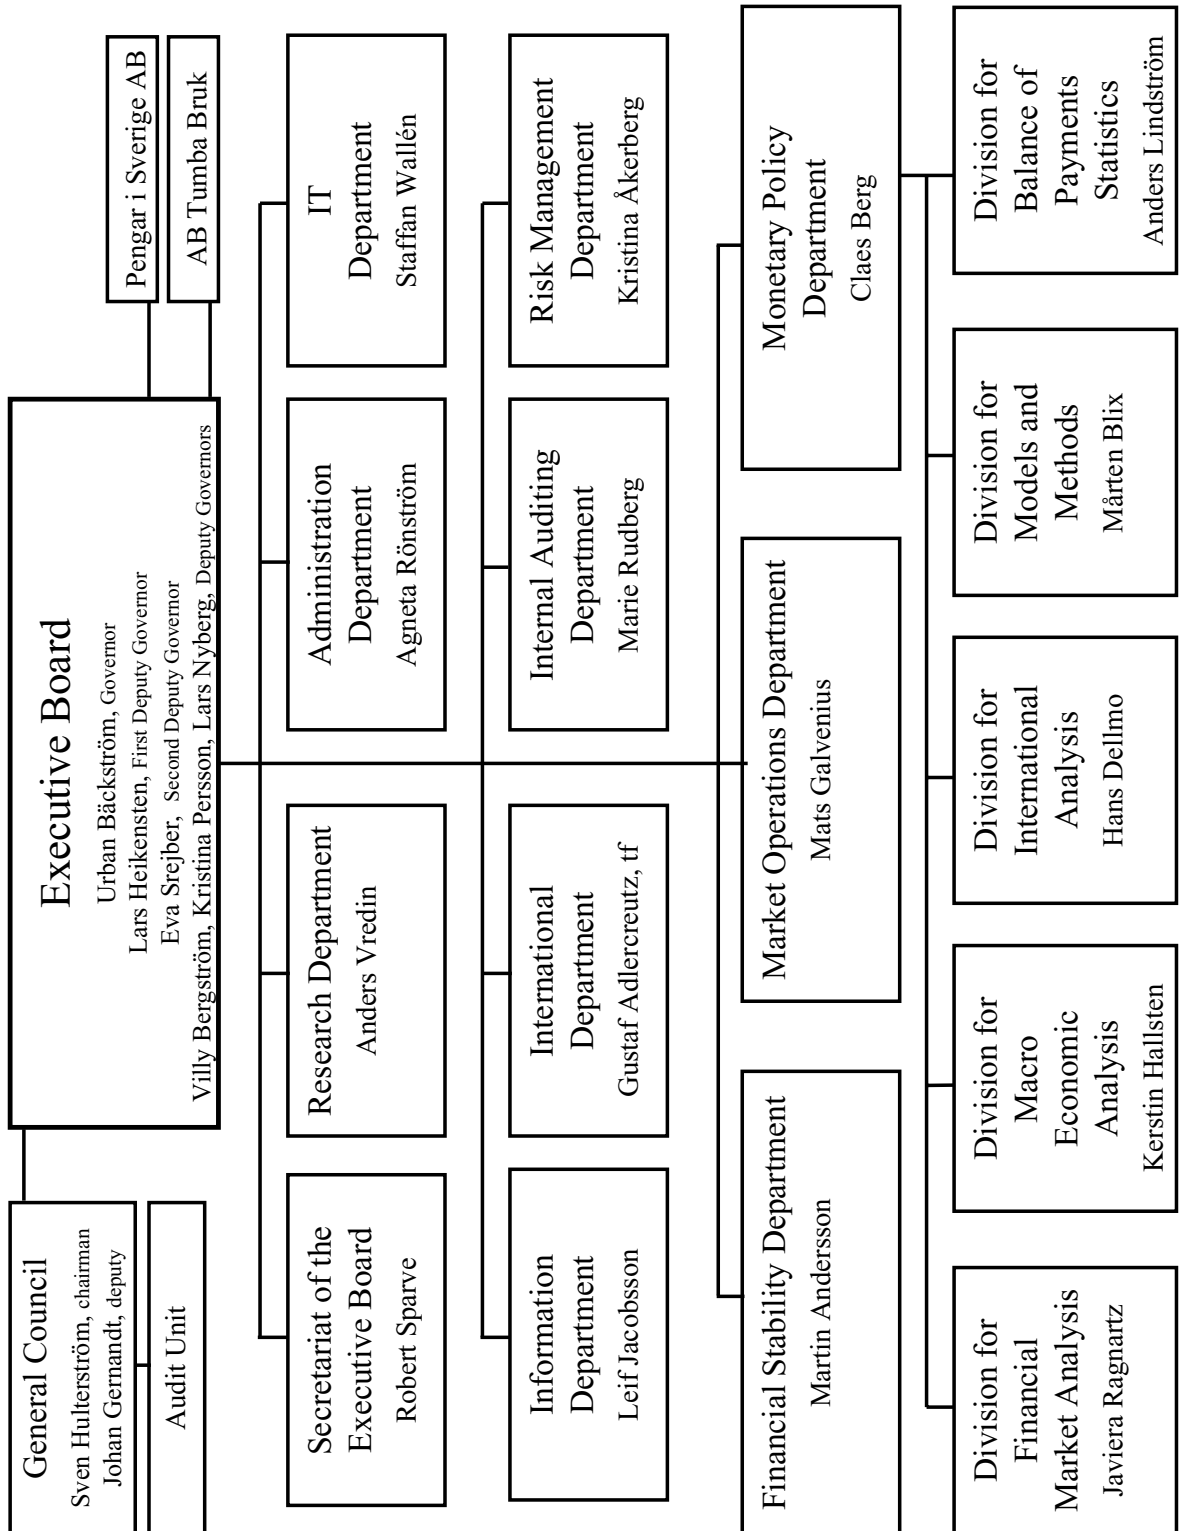 General Council
Sven Hulterström, chairman
Johan Gernandt, deputy
Audit Unit
Executive Board
Urban Bäckström, Governor
Lars Heikensten, First Deputy Governor
Eva Srejber, Second Deputy Governor
Villy Bergström, Kristina Persson, Lars Nyberg, Deputy Governors
Pengar i Sverige AB
AB Tumba Bruk
Secretariat of the
Executive Board
Robert Sparve
Research Department
Anders Vredin
Administration
Department
Agneta Rönström
IT
Department
Staffan Wallén
Information
Department
Leif Jacobsson
International
Department
Gustaf Adlercreutz, tf
Internal Auditing
Department
Marie Rudberg
Risk Management
Department
Kristina Åkerberg
Financial Stability Department
Martin Andersson
Market Operations Department
Mats Galvenius
Monetary Policy
Department
Claes Berg
Division for
Financial
Market Analysis
Javiera Ragnartz
Division for
Macro
Economic
Analysis
Kerstin Hallsten
Division for
International
Analysis
Hans Dellmo
Division for
Models and
Methods
Mårten Blix
Division for
Balance of
Payments
Statistics
Anders Lindström